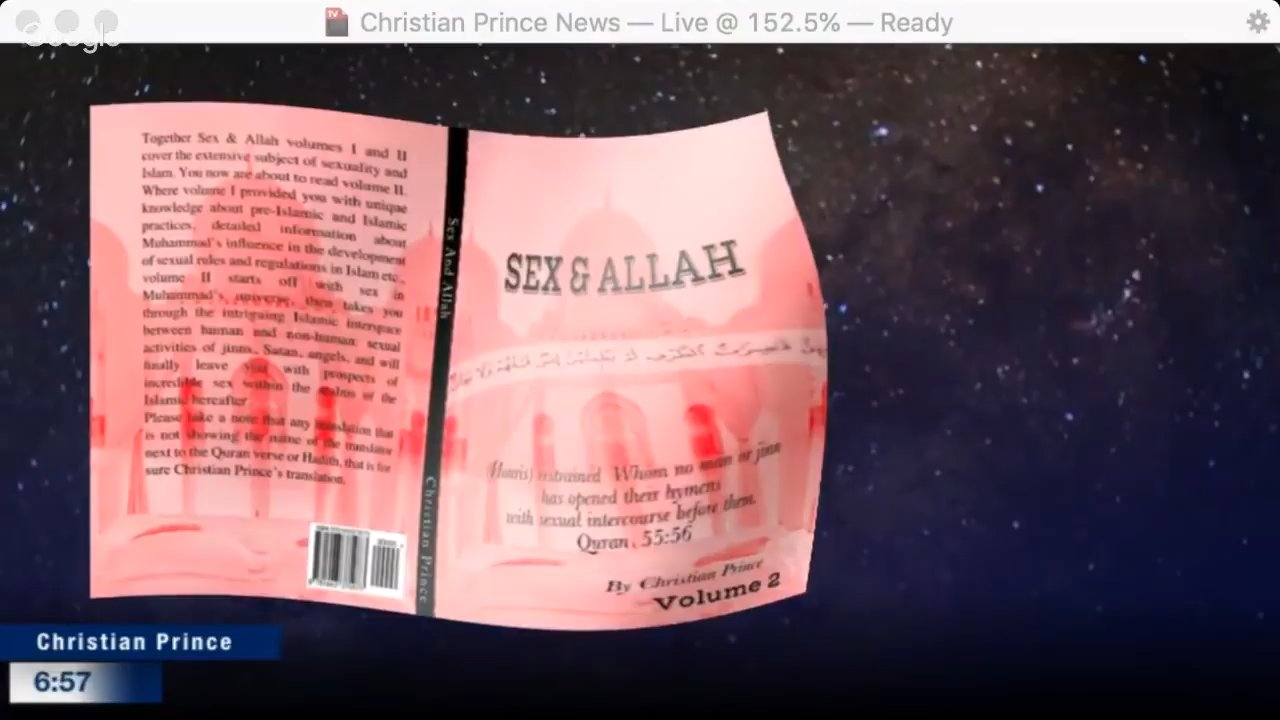 Christian Prince News — Live @ 152.5% — Ready
Google
Together Sex & Allah volumes I and II
cover the extensive subject of sexuality and
Islam. You now are about to read volume II.
Where volume I provided you with unique
knowledge about pre-Islamic and Islamic
practices, detailed information about
Muhammad's influence in the development
of sexual rules and regulations in Islam etc.,
volume II starts off with sex in
Muhammad's universe, then takes you
through the intriguing Islamic interspace
between human and non-human sexual
activities of jinns, Satan, angels, and will
finally leave you with prospects of
incredible sex within the realms of the
Islamic hereafter.
Please take a note that any translation that
is not showing the name of the translator
next to the Quran verse or Hadith, that is for
sure Christian Prince's translation.
Sex And Allah
Christian Prince
SEX & ALLAH
(Houris) restrained Whom no man or jinn
has opened their hymens
with sexual intercourse before them.
Quran, 55:56
By Christian Prince
Volume 2
Christian Prince
6:57